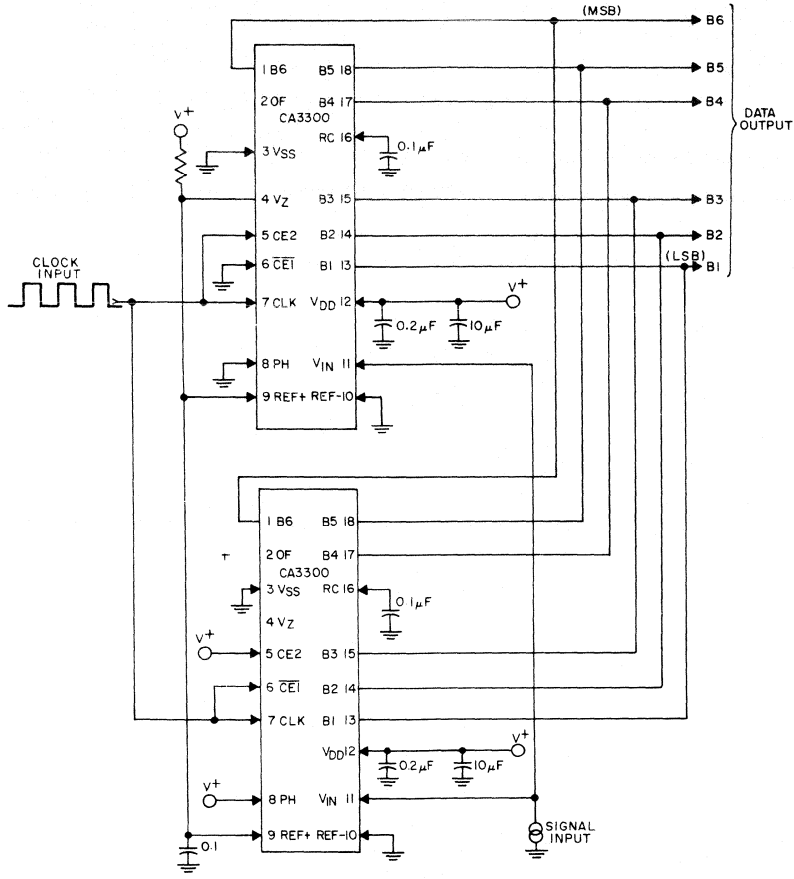 (MSB)
B6
1 B6 B5 18
B5
2 OF B4 17
B4
CA3300
DATA OUTPUT
V+
RC 16
0.1µF
3 VSS
4 VZ B3 15
B3
5 CE2 B2 14
B2
(LSB)
6 CE1 B1 13
B1
CLOCK
INPUT
V+
7 CLK VDD 12
0.2µF 10µF
8 PH VIN 11
9 REF+ REF-10
1 B6 B5 18
2 OF B4 17
CA3300
3 VSS RC 16
0.1µF
4 VZ
V+
5 CE2 B3 15
6 CE1 B2 14
7 CLK B1 13
V+
VDD12
0.2µF 10µF
V+
8 PH VIN 11
SIGNAL
INPUT
9 REF+ REF-10
0.1